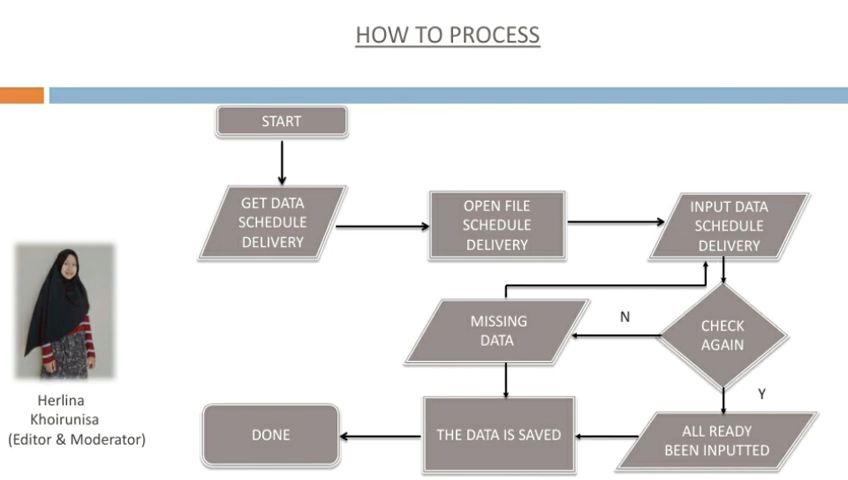 HOW TO PROCESS
START
GET DATA
SCHEDULE
DELIVERY
OPEN FILE
SCHEDULE
DELIVERY
INPUT DATA
SCHEDULE
DELIVERY
MISSING
DATA
N
CHECK
AGAIN
Y
Herlina
Khoirunisa
(Editor & Moderator)
DONE
THE DATA IS SAVED
ALL READY
BEEN INPUTTED